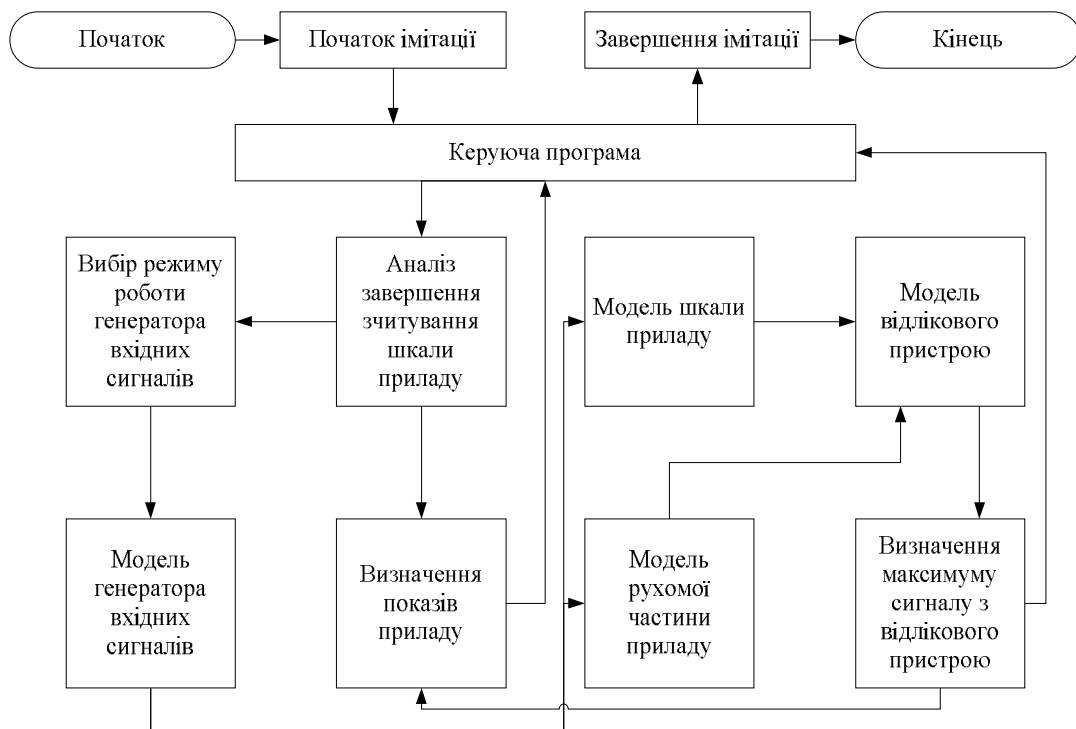 Початок
Початок імітації
Завершення імітації
Кінець
Керуюча програма
Вибір режиму
роботи
генератора
вхідних
сигналів
Аналіз
завершення
зчитування
шкали
приладу
Модель шкали
приладу
Модель
відлікового
пристрою
Модель
генератора
вхідних
сигналів
Визначення
показів
приладу
Модель
рухомої
частини
приладу
Визначення
максимуму
сигналу з
відлікового
пристрою